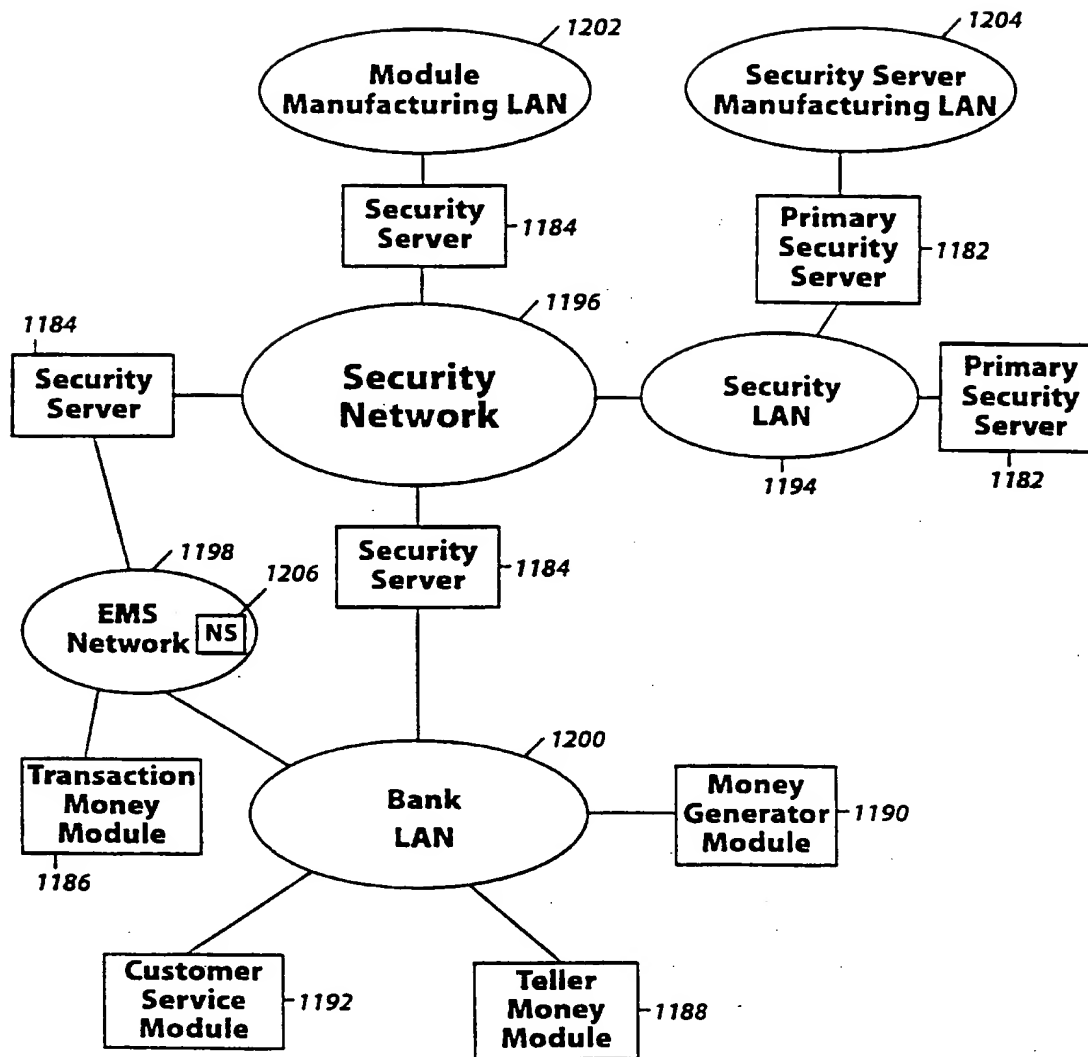 1202
Module
Manufacturing LAN
1204
Security Server
Manufacturing LAN
Security
Server
1184
Primary
Security
Server
1182
1196
Security
Network
1184
Security
Server
Security
LAN
1194
Primary
Security
Server
1182
Security
Server
1184
1198
1206
EMS
Network
NS
1200
Bank
LAN
Transaction
Money
Module
1186
Money
Generator
Module
1190
Customer
Service
Module
1192
Teller
Money
Module
1188